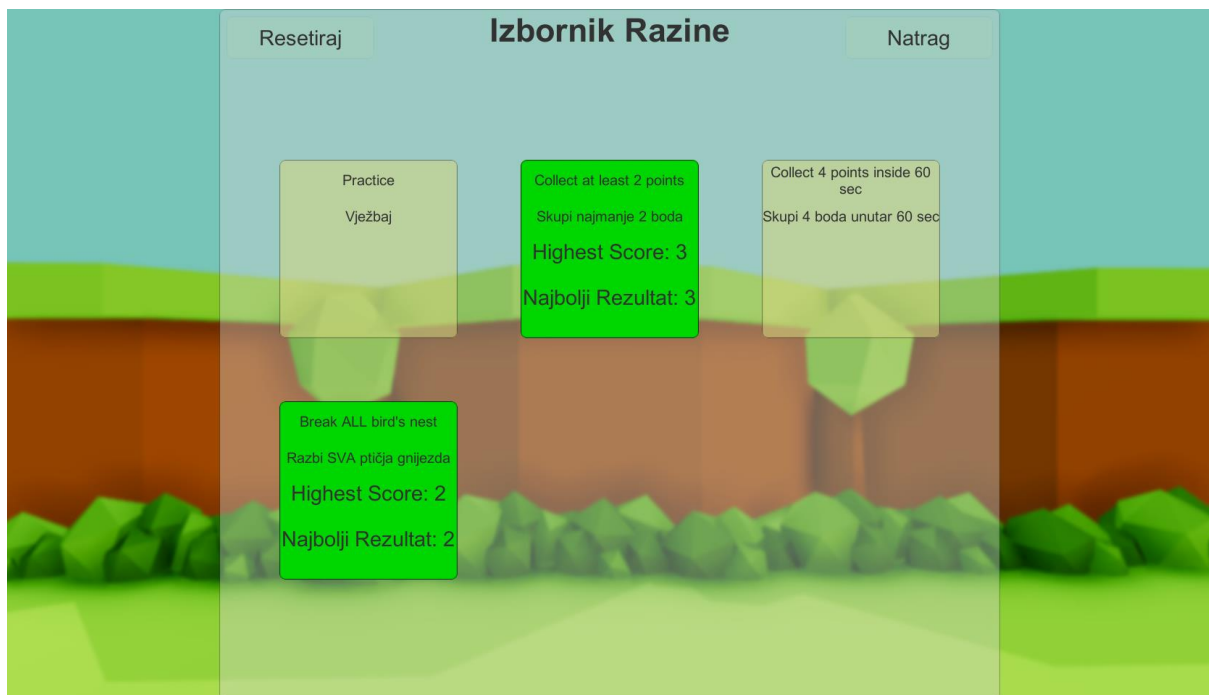 Resetiraj
Izbornik Razine
Natrag
Practice
Vježbaj
Collect at least 2 points
Skupi najmanje 2 boda
Highest Score: 3
Najbolji Rezultat: 3
Collect 4 points inside 60
sec
Skupi 4 boda unutar 60 sec
Break ALL bird's nest
Razbi SVA ptičja gnijezda
Highest Score: 2
Najbolji Rezultat: 2